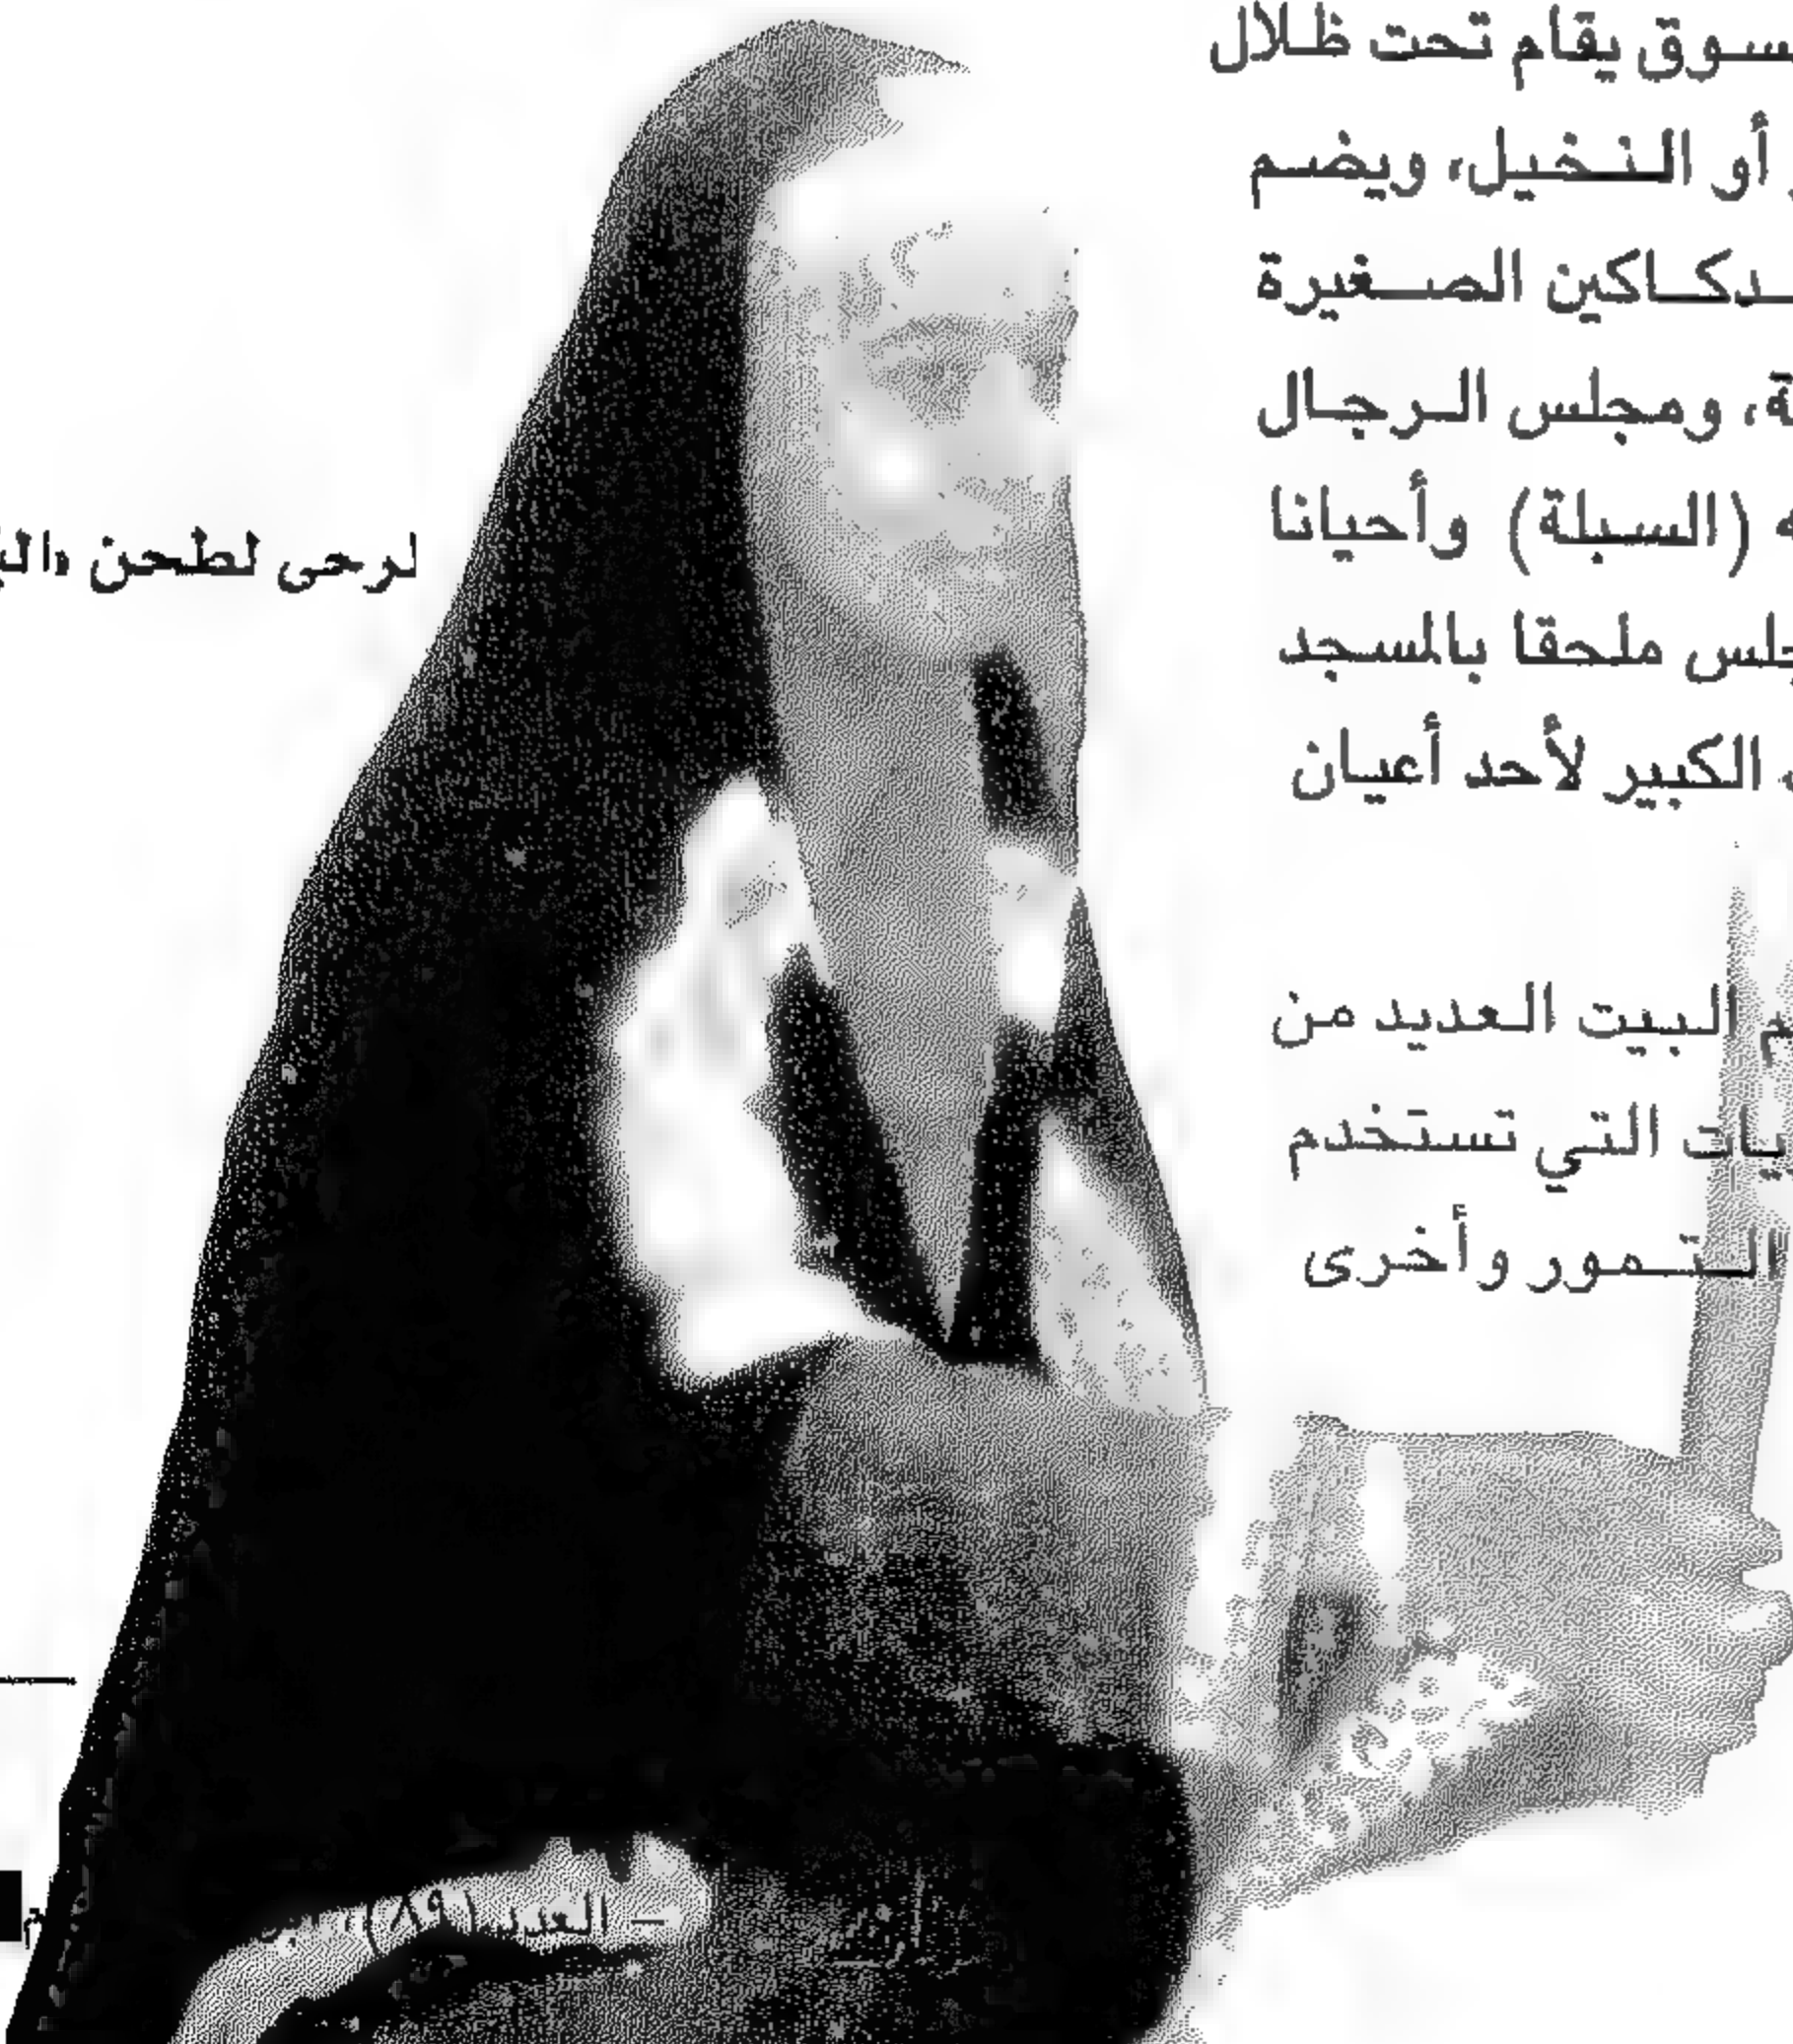 سوق يقام تحت ظلال
أو النخيل، ويضم
دكاكين الصغيرة
ة، ومجلس الرجال
ه (السبلة) وأحيانا
جلس ملحقا بالمسجد
الكبير لأحد أعيان
م البيت العديد من
يات التي تستخدم
التمور وأخرى
لرحى لطحن
– العدد (٨٩)